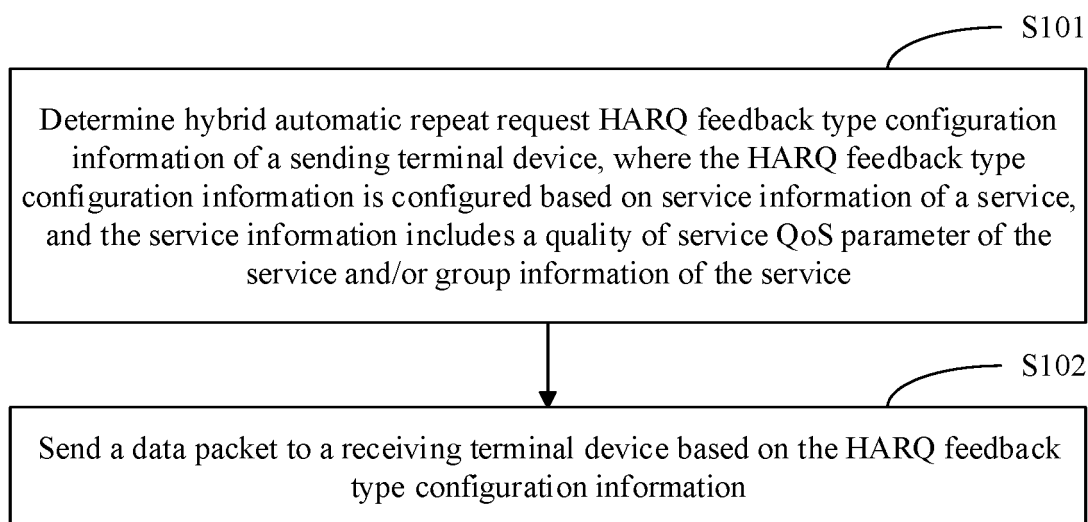 S101
Determine hybrid automatic repeat request HARQ feedback type configuration
information of a sending terminal device, where the HARQ feedback type
configuration information is configured based on service information of a service,
and the service information includes a quality of service QoS parameter of the
service and/or group information of the service
S102
Send a data packet to a receiving terminal device based on the HARQ feedback
type configuration information